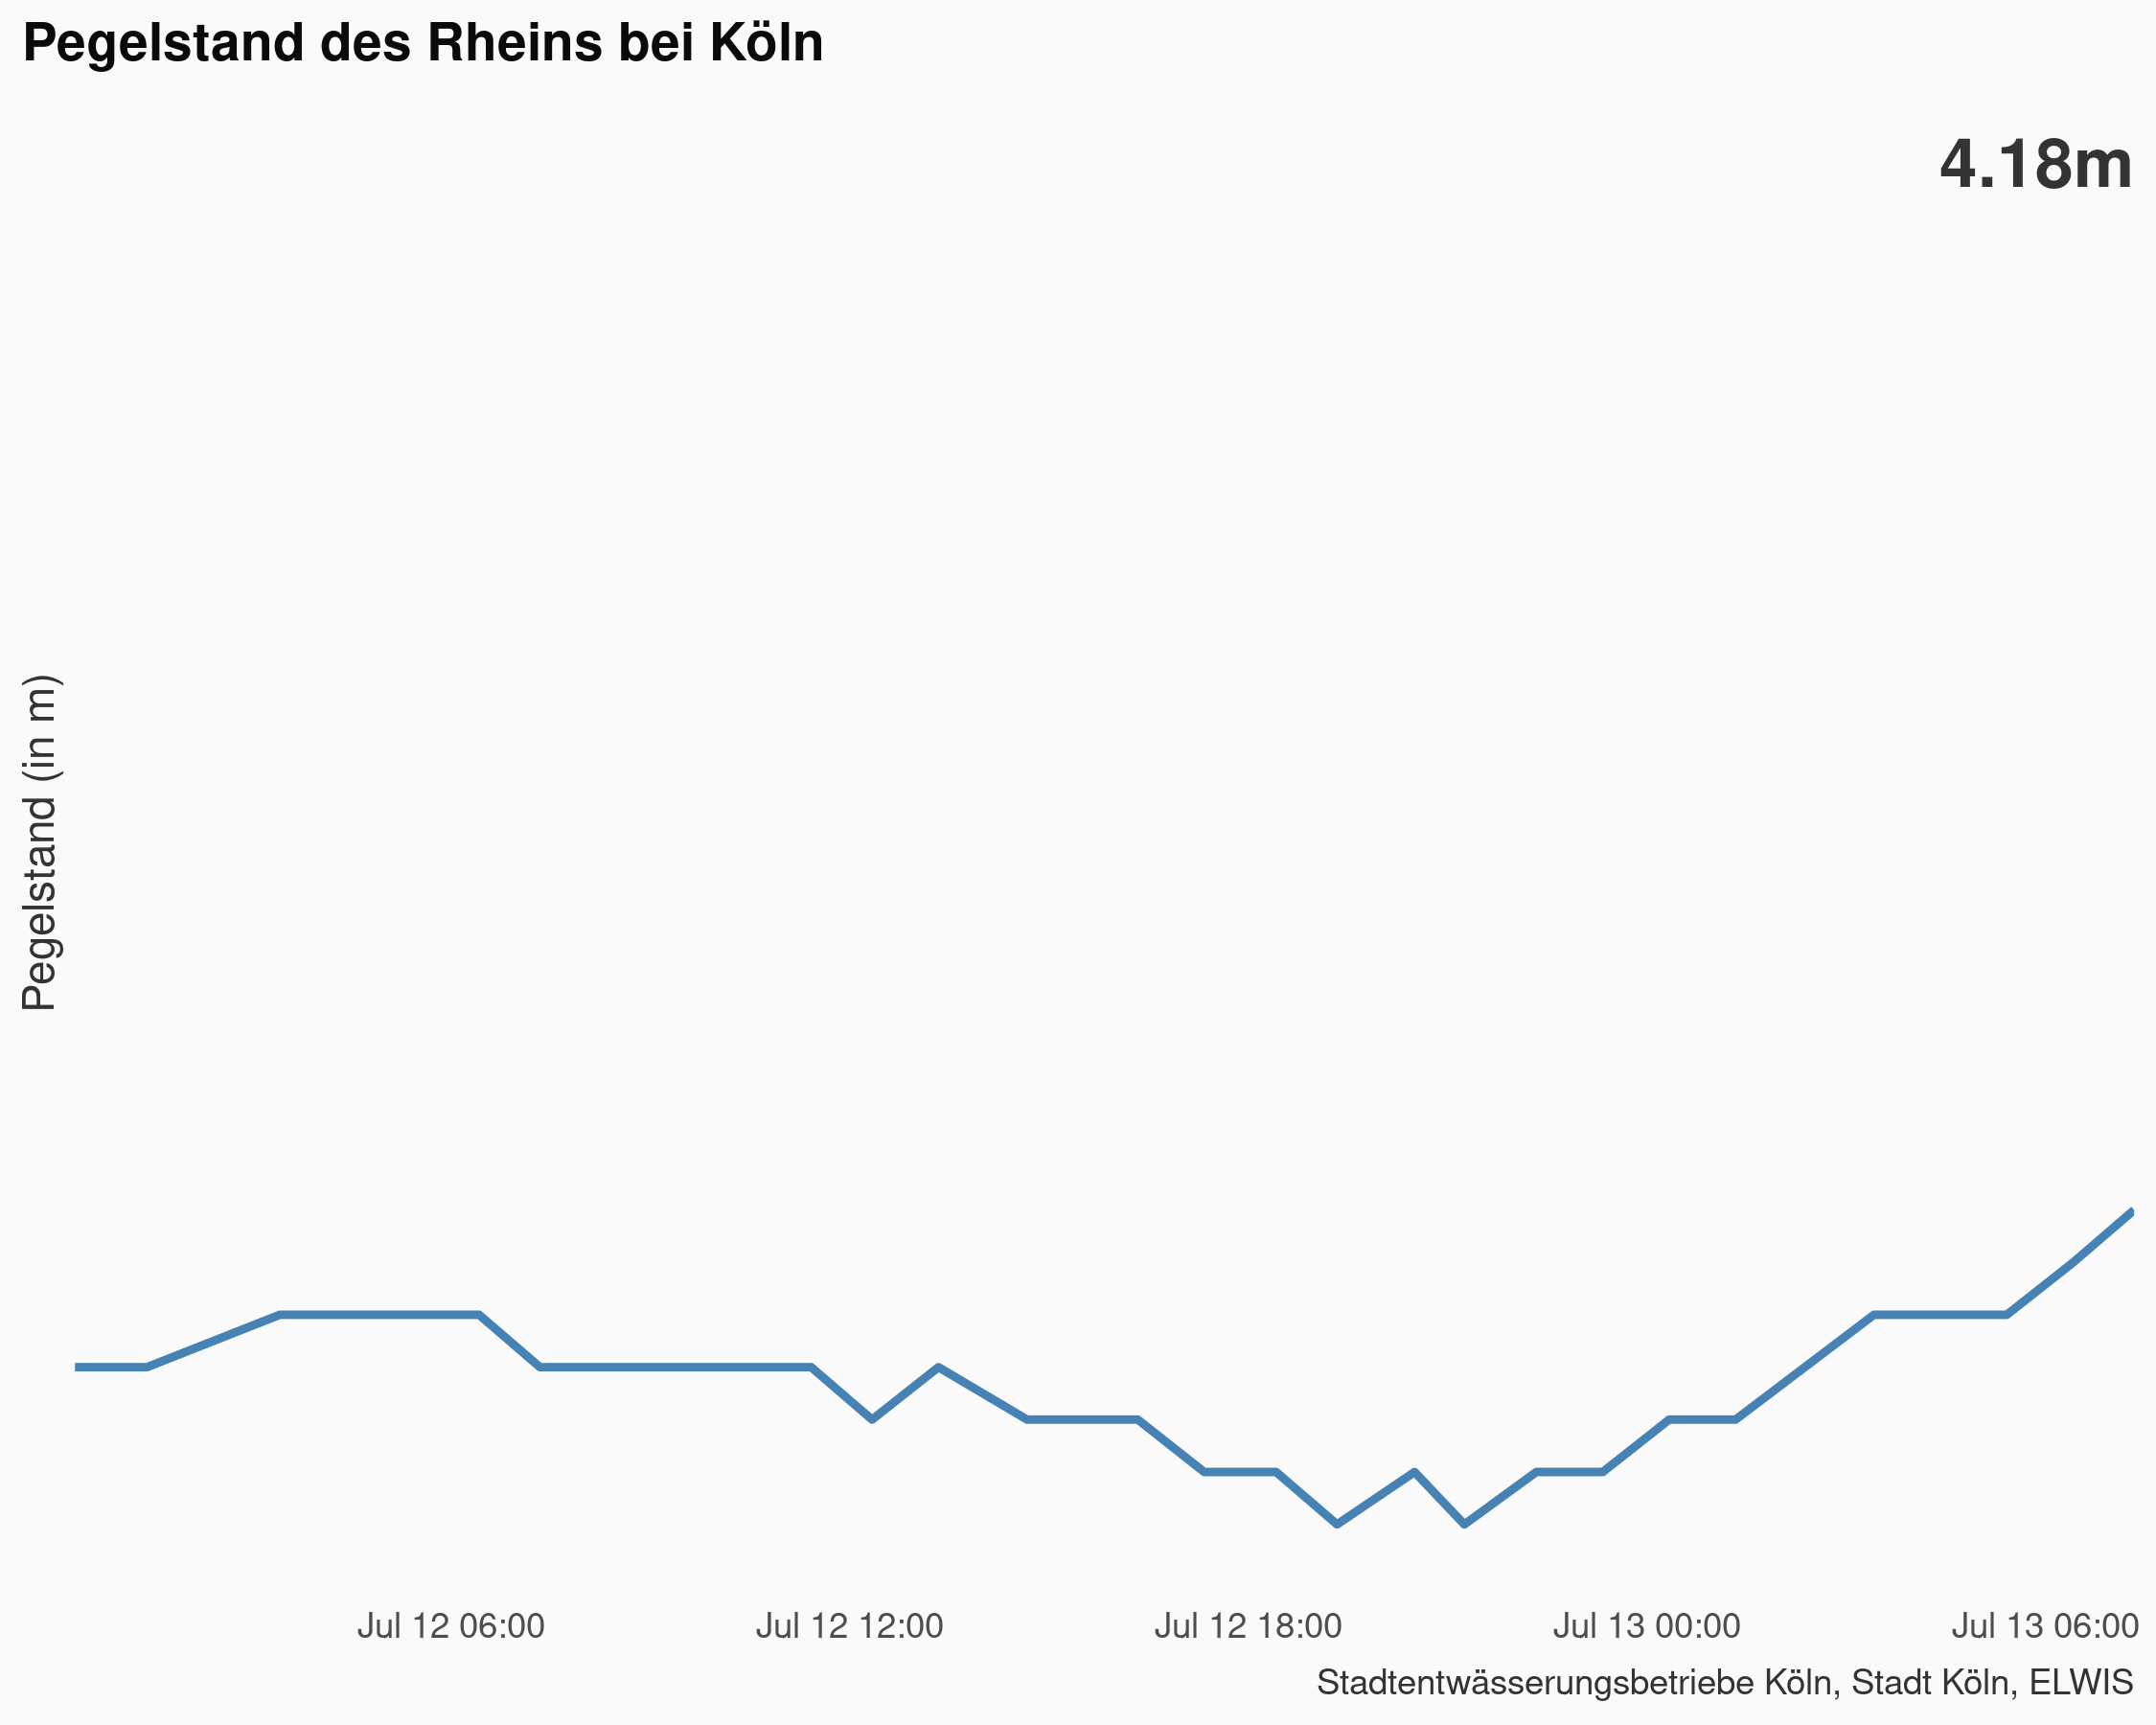 Pegelstand des Rheins bei Köln
4.18m
Pegelstand (in m)
Jul 12 06:00
Jul 12 12:00
Jul 12 18:00
Jul 13 00:00
Jul 13 06:00
Stadtentwässerungsbetriebe Köln, Stadt Köln, ELWIS